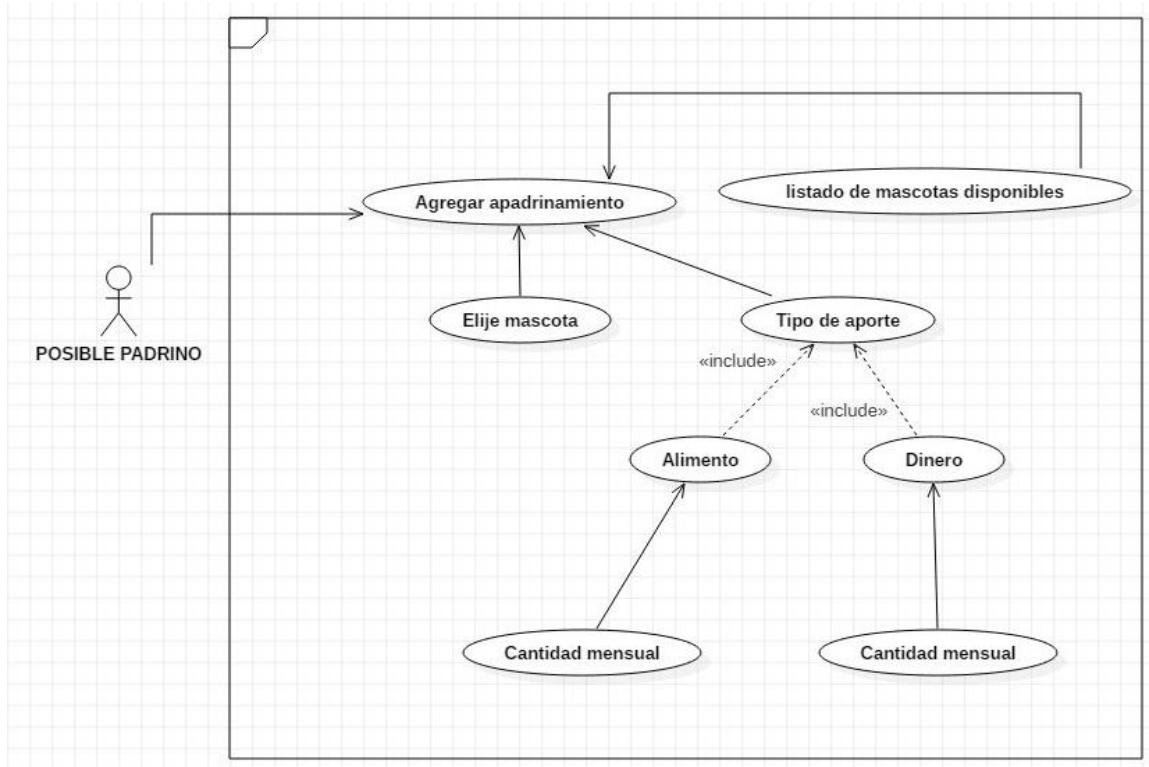 Agregar apadrinamiento
listado de mascotas disponibles
POSIBLE PADRINO
Elije mascota
Tipo de aporte
«include»
«include»
Alimento
Dinero
Cantidad mensual
Cantidad mensual